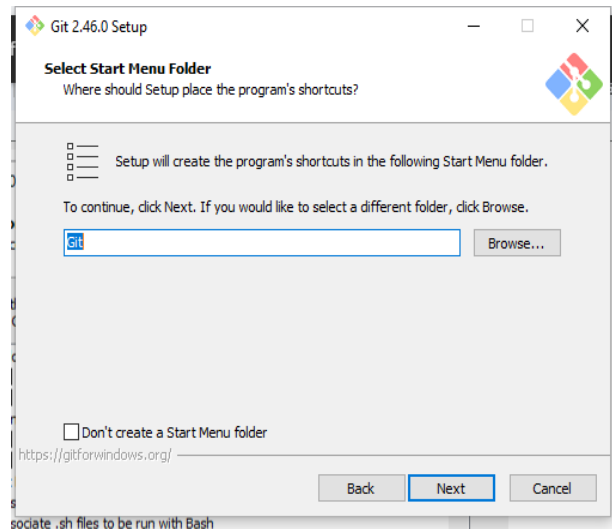 Git 2.46.0 Setup
Select Start Menu Folder
Where should Setup place the program's shortcuts?
Setup will create the program's shortcuts in the following Start Menu folder.
To continue, click Next. If you would like to select a different folder, click Browse.
Git
Browse...
Don't create a Start Menu folder
https://gitforwindows.org/
Back
Next
Cancel
sociate .sh files to be run with Bash